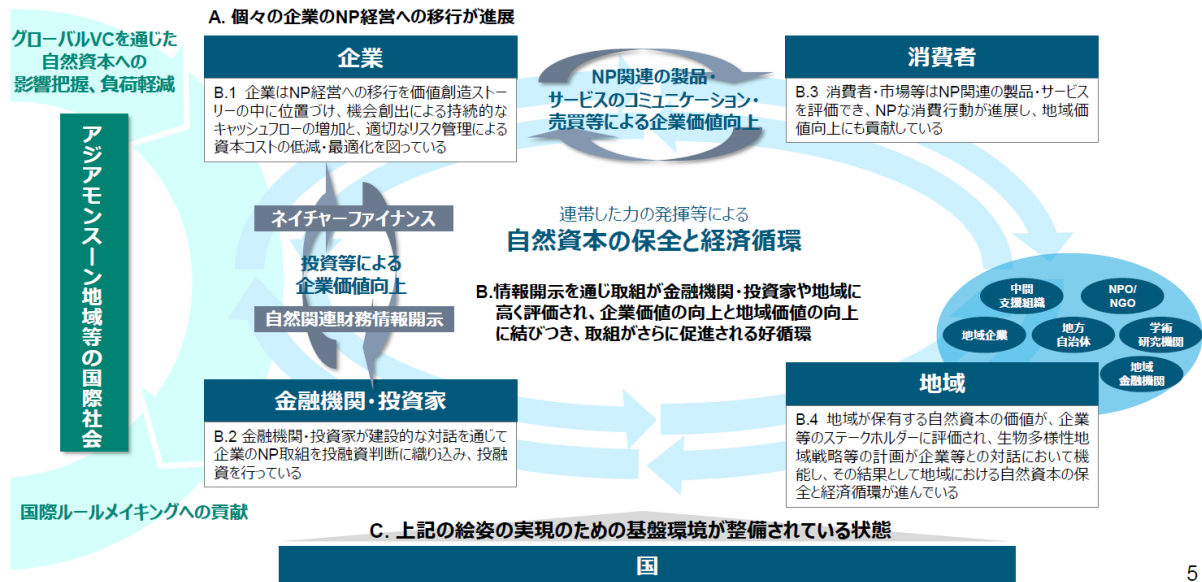 A. 個々の企業のNP経営への移行が進展
グローバルVCを通じた
自然資本への
影響把握、負荷軽減
アジアモンスーン地域等の国際社会
国際ルールメイキングへの貢献
企業
B.1 企業はNP経営への移行を価値創造ストー
リーの中に位置づけ、機会創出による持続的な
キャッシュフローの増加と、適切なリスク管理による
資本コストの低減・最適化を図っている
NP関連の製品・
サービスのコミュニケーション・
売買等による企業価値向上
消費者
B.3 消費者・市場等はNP関連の製品・サービス
を評価でき、NPな消費行動が進展し、地域価
値向上にも貢献している
ネイチャーファイナンス
投資等による
企業価値向上
自然関連財務情報開示
連帯した力の発揮等による
自然資本の保全と経済循環
B.情報開示を通じ取組が金融機関・投資家や地域に
高く評価され、企業価値の向上と地域価値の向上
に結びつき、取組がさらに促進される好循環
中間
支援組織
NPO/
NGO
地域企業
地方
自治体
学術
研究機関
地域
金融機関
金融機関・投資家
B.2 金融機関・投資家が建設的な対話を通じて
企業のNP取組を投融資判断に織り込み、投融
資を行っている
地域
B.4 地域が保有する自然資本の価値が、企業
等のステークホルダーに評価され、生物多様性地
域戦略等の計画が企業等との対話において機
能し、その結果として地域における自然資本の保
全と経済循環が進んでいる
C. 上記の絵姿の実現のための基盤環境が整備されている状態
国
5